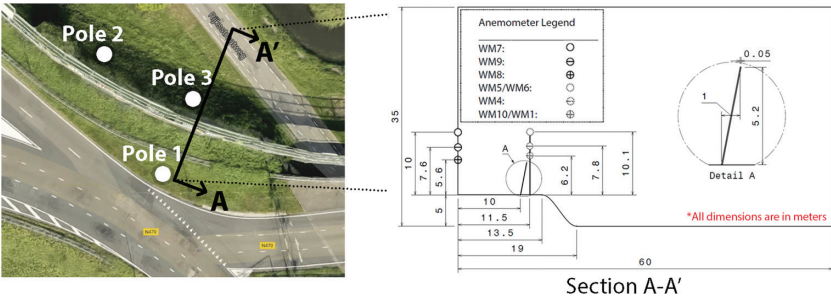 Pole 2
Pole 3
Pole 1
A'
A
N470
N470
Anemometer Legend
WM7:
WM9:
WM8:
WM5/WM6:
WM4:
WM10/WM1:
35
10
7.6
5.6
5
A
6.2
7.8
10.1
10
11.5
13.5
19
60
0.05
1
5.2
Detail A
*All dimensions are in meters
Section A-A'